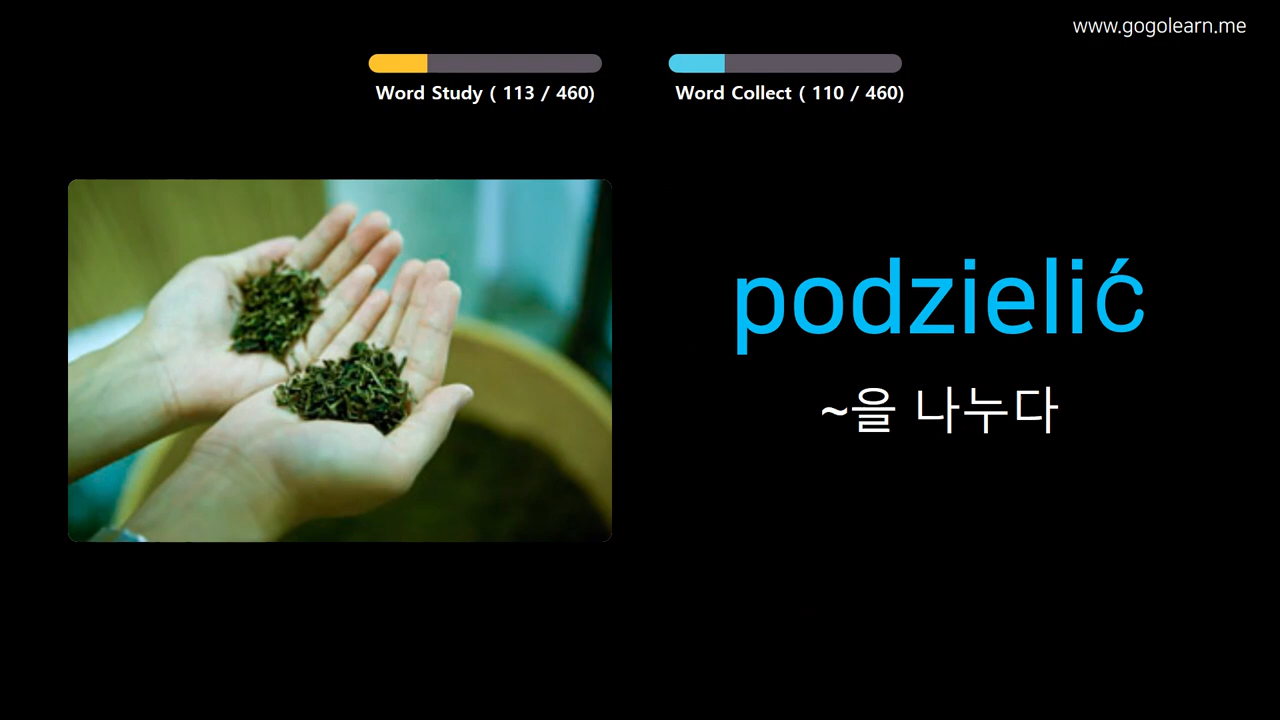 www.gogolearn.me
Word Study ( 113 / 460)
Word Collect ( 110 / 460)
podzielić
~을 나누다